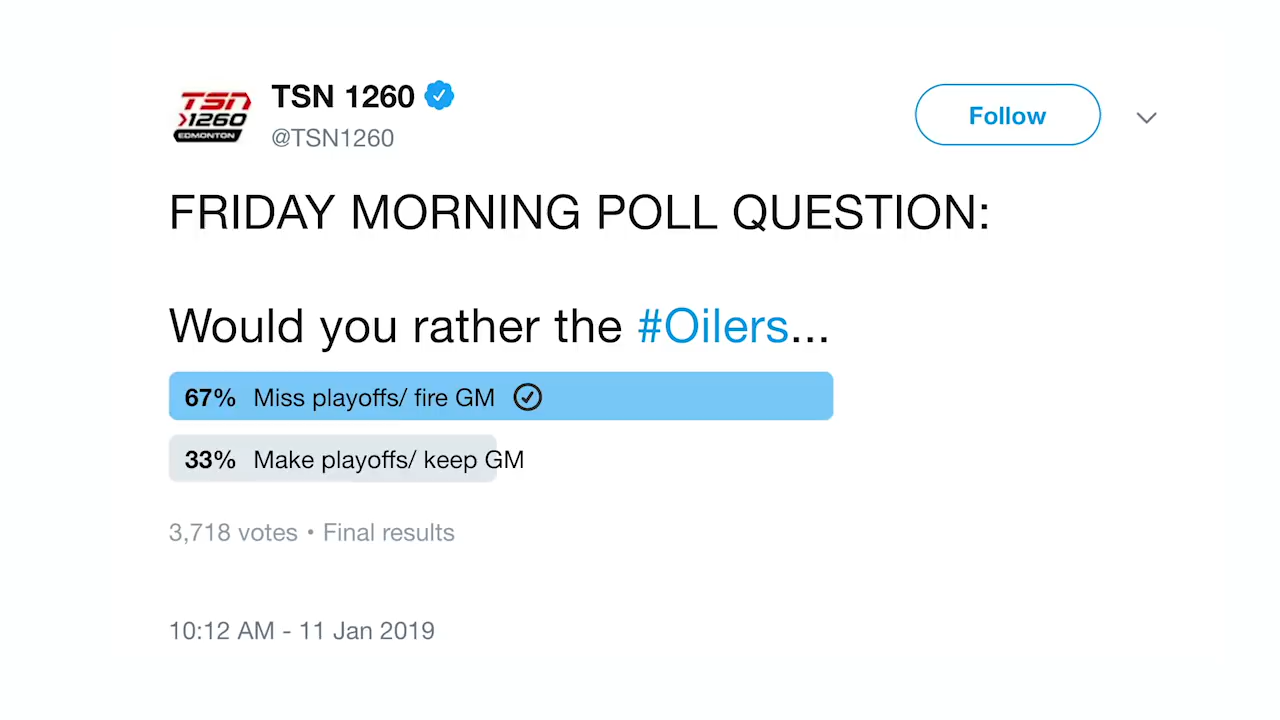 TSN
1260
EDMONTON
TSN 1260
@TSN1260
Follow
FRIDAY MORNING POLL QUESTION:
Would you rather the #Oilers...
67% Miss playoffs/ fire GM
33% Make playoffs/ keep GM
3,718 votes • Final results
10:12 AM - 11 Jan 2019